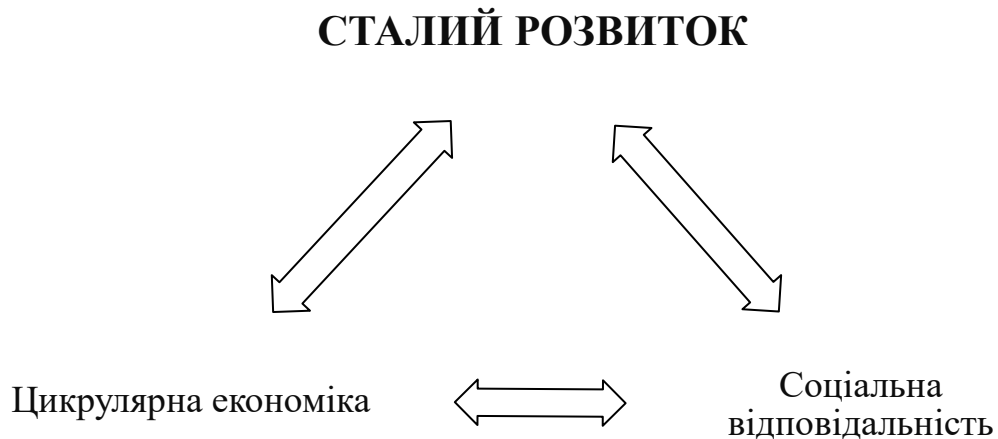 СТАЛИЙ РОЗВИТОК
Цикрулярна економіка
Соціальна
відповідальність